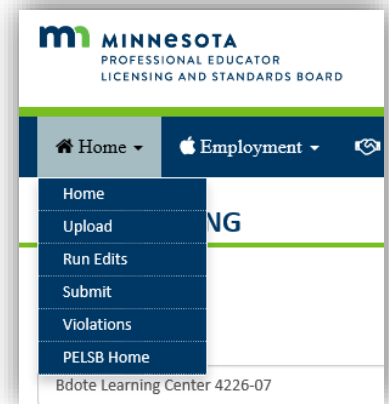 MINNESOTA
PROFESSIONAL EDUCATOR
LICENSING AND STANDARDS BOARD
Home Employment
Home
Upload
NG
Run Edits
Submit
Violations
PELSB Home
Bdote Learning Center 4226-07